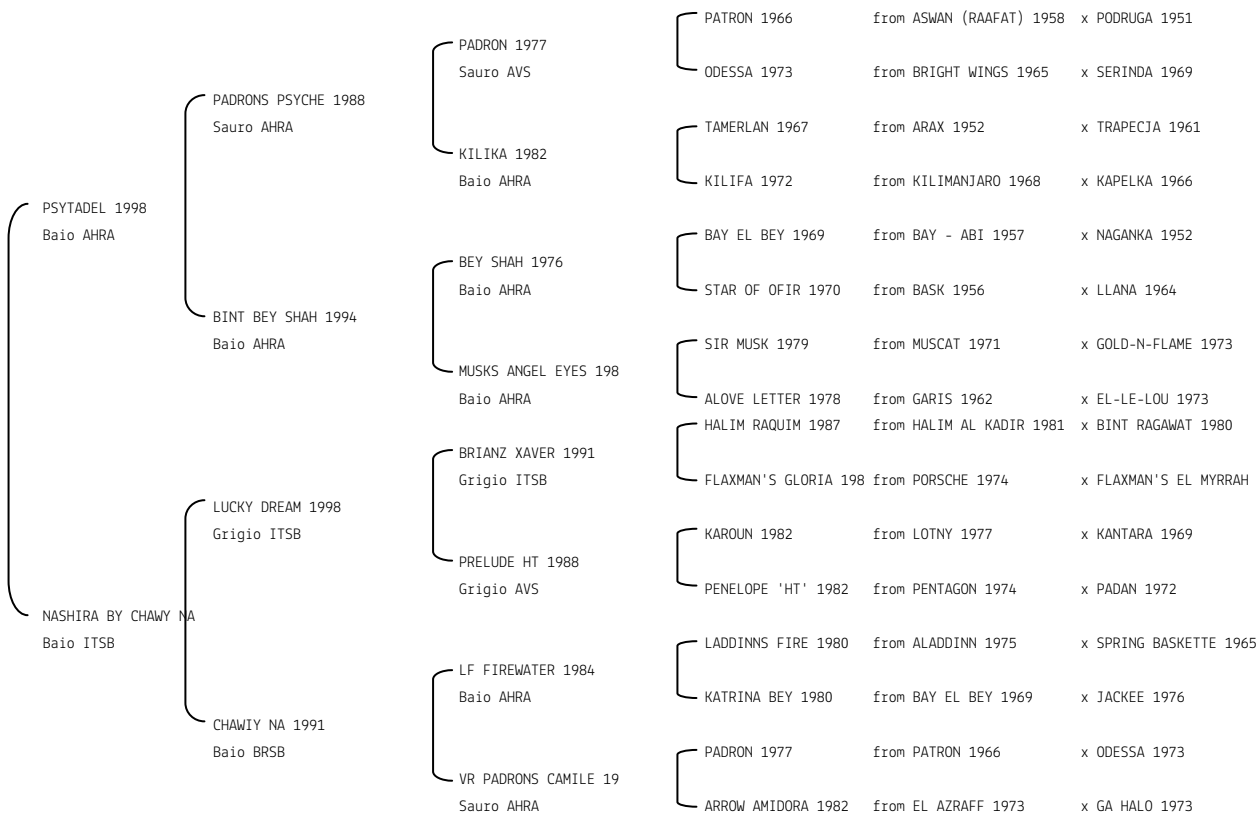 PATRON 1966 from ASWAN (RAAFAT) 1958 x PODRUGA 1951
PADRON 1977
Sauro AVS
ODESSA 1973 from BRIGHT WINGS 1965 x SERINDA 1969
PADRONS PSYCHE 1988
Sauro AHRA
TAMERLAN 1967 from ARAX 1952 x TRAPECJA 1961
KILIKA 1982
Baio AHRA
KILIFA 1972 from KILIMANJARO 1968 x KAPELKA 1966
PSYTADEL 1998
Baio AHRA
BAY EL BEY 1969 from BAY - ABI 1957 x NAGANKA 1952
BEY SHAH 1976
Baio AHRA
STAR OF OFIR 1970 from BASK 1956 x LLANA 1964
BINT BEY SHAH 1994
Baio AHRA
SIR MUSK 1979 from MUSCAT 1971 x GOLD-N-FLAME 1973
MUSKS ANGEL EYES 198
Baio AHRA
ALOVE LETTER 1978 from GARIS 1962 x EL-LE-LOU 1973
HALIM RAQUIM 1987 from HALIM AL KADIR 1981 x BINT RAGAWAT 1980
BRIANZ XAVER 1991
Grigio ITSB
FLAXMAN'S GLORIA 198 from PORSCHE 1974 x FLAXMAN'S EL MYRRAH
LUCKY DREAM 1998
Grigio ITSB
KAROUN 1982 from LOTNY 1977 x KANTARA 1969
PRELUDE HT 1988
Grigio AVS
PENELOPE 'HT' 1982 from PENTAGON 1974 x PADAN 1972
NASHIRA BY CHAWY NA
Baio ITSB
LADDINNS FIRE 1980 from ALADDINN 1975 x SPRING BASKETTE 1965
LF FIREWATER 1984
Baio AHRA
KATRINA BEY 1980 from BAY EL BEY 1969 x JACKEE 1976
CHAWIY NA 1991
Baio BRSB
PADRON 1977 from PATRON 1966 x ODESSA 1973
VR PADRONS CAMILE 19
Sauro AHRA
ARROW AMIDORA 1982 from EL AZRAFF 1973 x GA HALO 1973